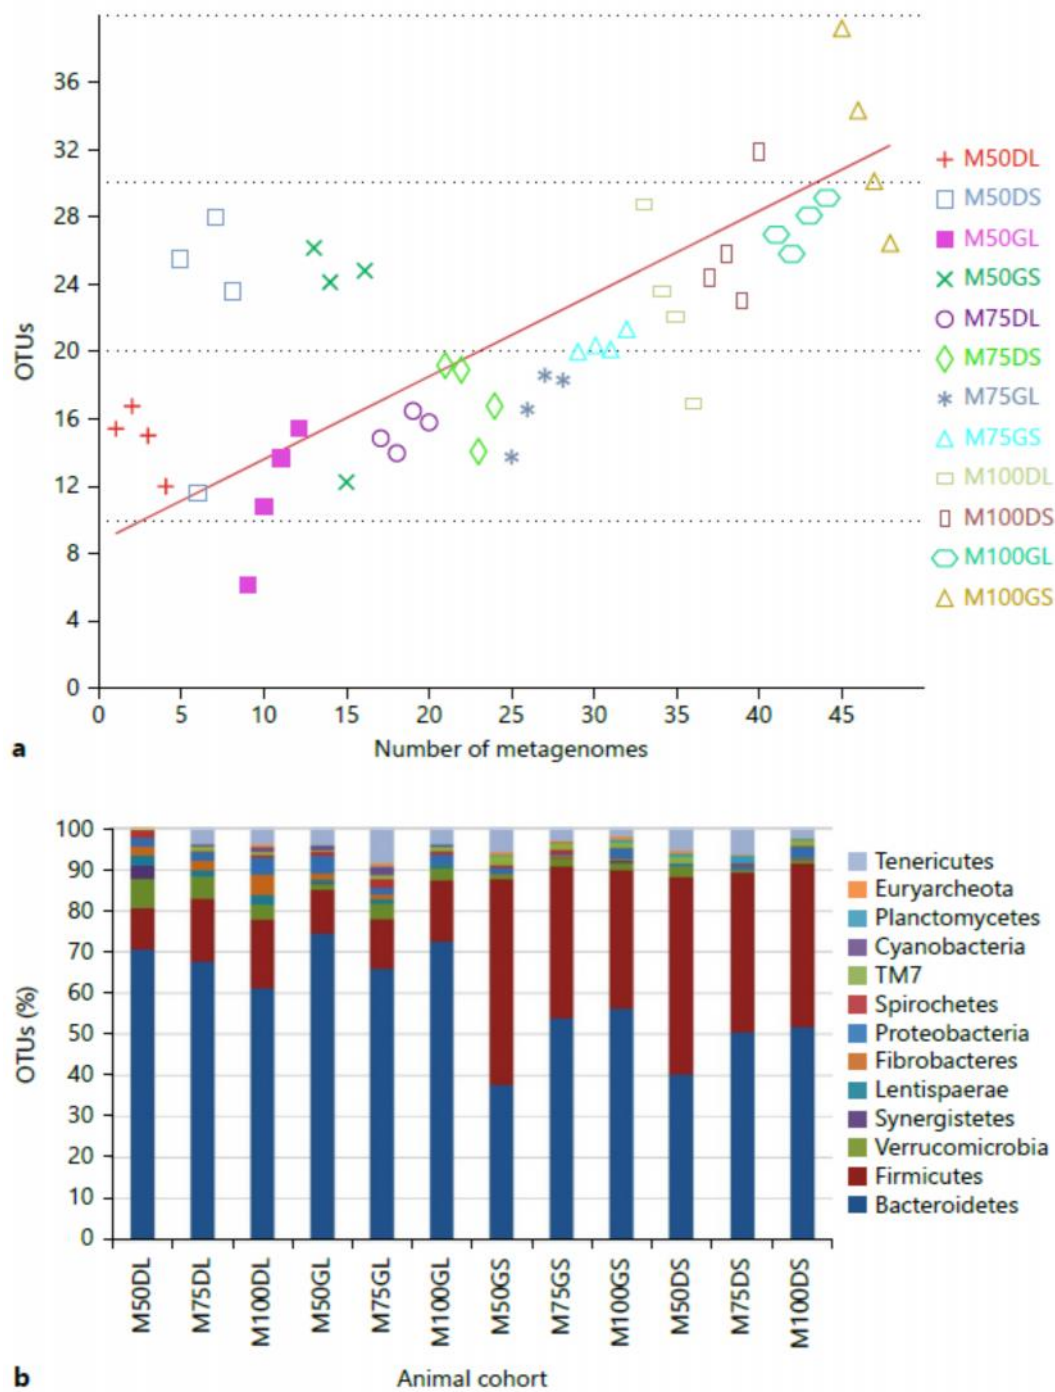 36
32
28
24
20
16
12
8
4
0
OTUs
0 5 10 15 20 25 30 35 40 45
Number of metagenomes
a
M50DL
M50DS
M50GL
M50GS
M75DL
M75DS
M75GL
M75GS
M100DL
M100DS
M100GL
M100GS
100
90
80
70
60
50
40
30
20
10
0
OTUs (%)
M50DL M75DL M100DL M50GL M75GL M100GL M50GS M75GS M100GS M50DS M75DS M100DS
Animal cohort
b
Tenericutes
Euryarcheota
Planctomycetes
Cyanobacteria
TM7
Spirochetes
Proteobacteria
Fibrobacteres
Lentispaerae
Synergistetes
Verrucomicrobia
Firmicutes
Bacteroidetes